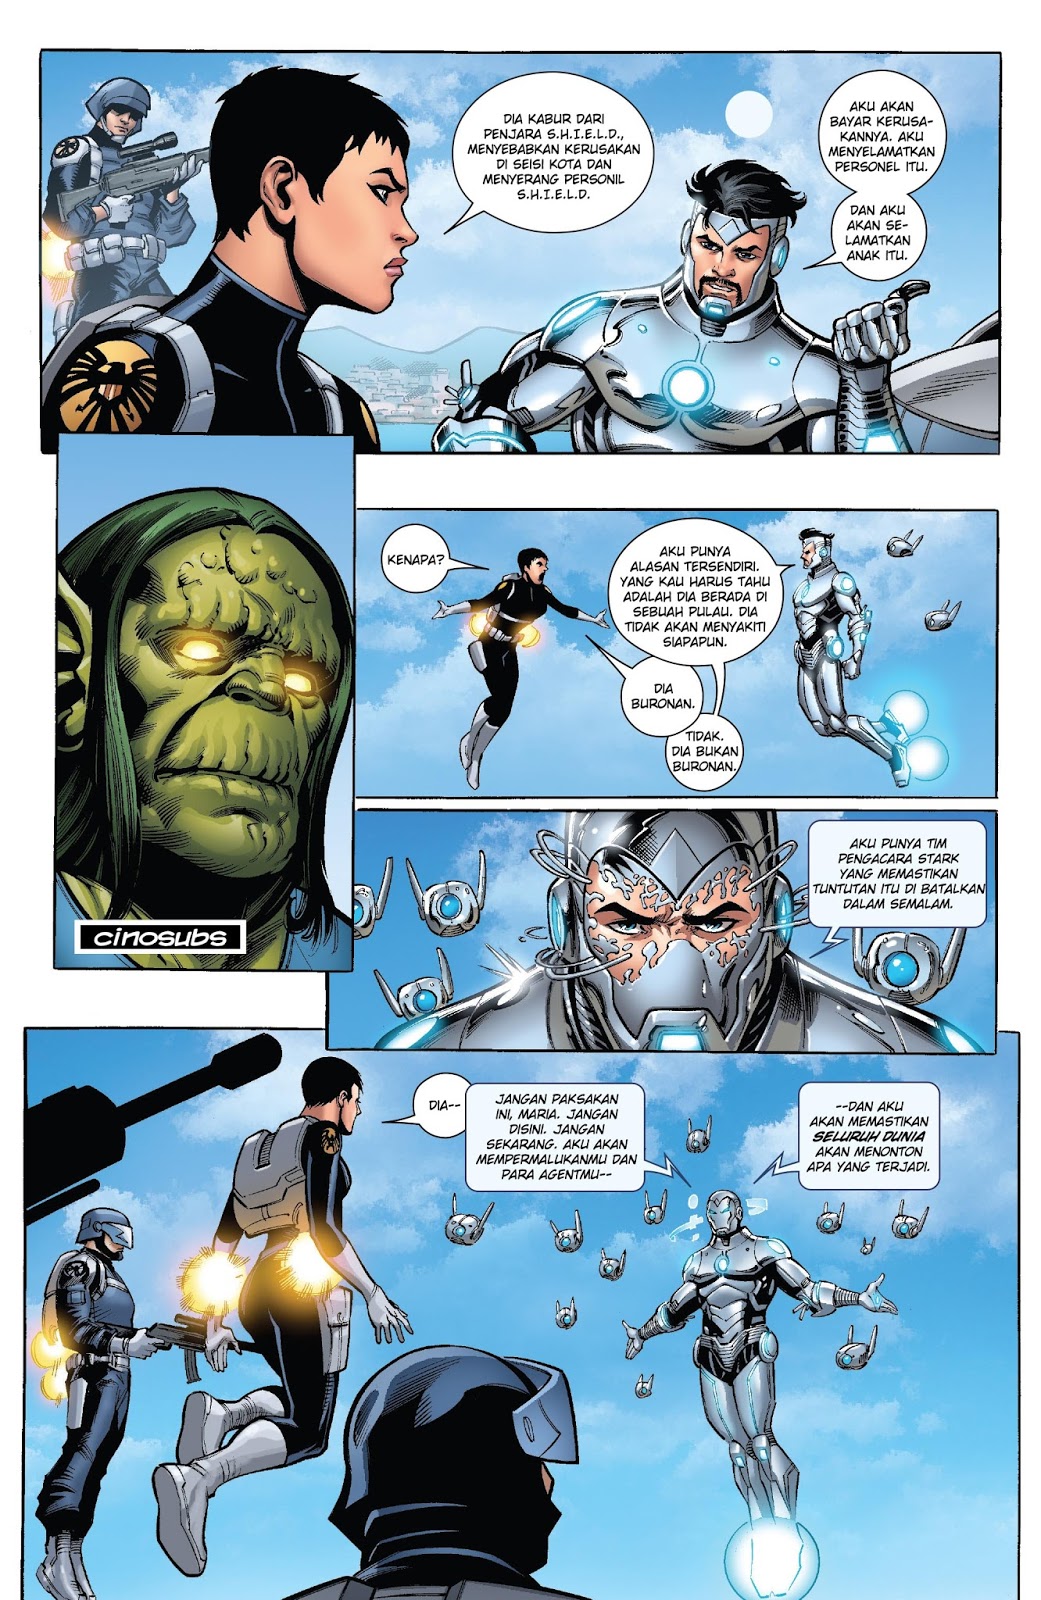 DIA KABUR DARI
PENJARA S.H.I.E.L.D.,
MENYEBABKAN KERUSAKAN
DI SEISI KOTA DAN
MENYERANG PERSONIL
S.H.I.E.L.D.
AKU AKAN
BAYAR KERUSA-
KANNYA. AKU
MENYELAMATKAN
PERSONEL ITU.
DAN AKU
AKAN SE-
LAMATKAN
ANAK ITU.
KENAPA?
AKU PUNYA
ALASAN TERSENDIRI.
YANG KAU HARUS TAHU
ADALAH DIA BERADA DI
SEBUAH PULAU. DIA
TIDAK AKAN MENYAKITI
SIAPAPUN.
DIA
BURONAN.
TIDAK.
DIA BUKAN
BURONAN.
cinosubs
AKU PUNYA TIM
PENGACARA STARK
YANG MEMASTIKAN
TUNTUTAN ITU DI BATALKAN
DALAM SEMALAM.
DIA--
JANGAN PAKSAKAN
INI, MARIA. JANGAN
DISINI. JANGAN
SEKARANG. AKU AKAN
MEMPERMALUKANMU DAN
PARA AGENTMU--
--DAN AKU
AKAN MEMASTIKAN
SELURUH DUNIA
AKAN MENONTON
APA YANG TERJADI.